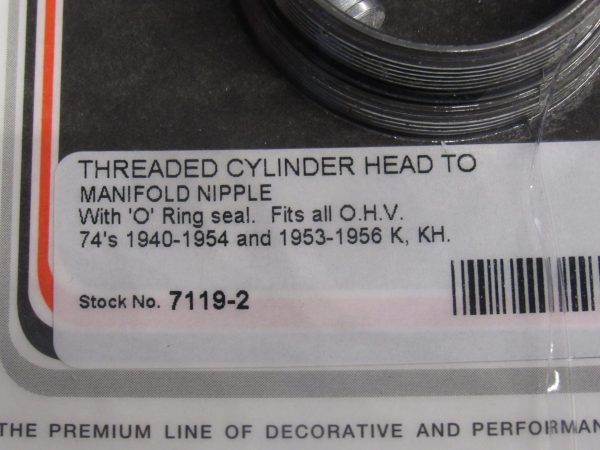 THREADED CYLINDER HEAD TO
MANIFOLD NIPPLE
With 'O' Ring seal.  Fits all O.H.V.
74's 1940-1954 and 1953-1956 K, KH.
Stock No. 7119-2
THE PREMIUM LINE OF DECORATIVE AND PERFORMAN